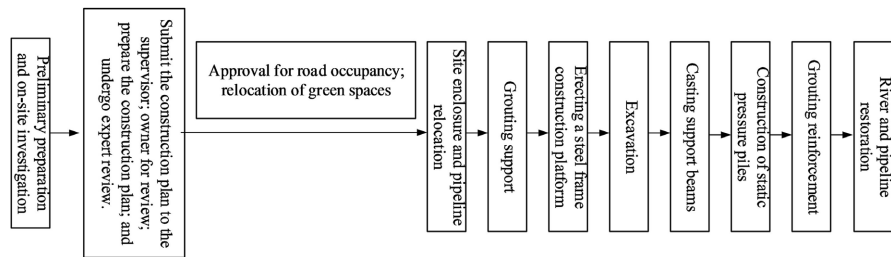 Preliminary preparation
and on-site investigation
Submit the construction plan to the
supervisor; owner for review;
prepare the construction plan; and
undergo expert review.
Approval for road occupancy;
relocation of green spaces
Site enclosure and pipeline
relocation
Grouting support
Erecting a steel frame
construction platform
Excavation
Casting support beams
Construction of static
pressure piles
Grouting reinforcement
River and pipeline
restoration